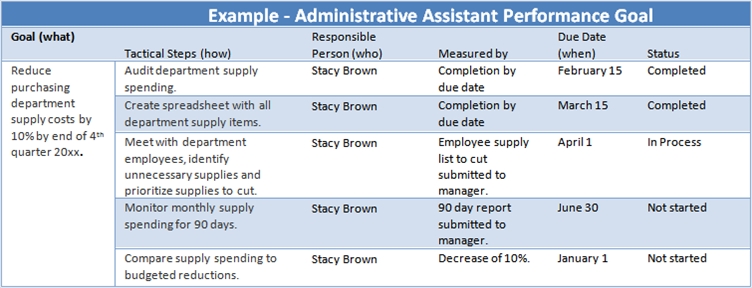 Example - Administrative Assistant Performance Goal
Goal (what)
Tactical Steps (how)
Responsible
Person (who)
Measured by
Due Date
(when)
Status
Reduce
purchasing
department
supply costs by
10% by end of 4th
quarter 20xx.
Audit department supply
spending.
Stacy Brown
Completion by
due date
February 15
Completed
Create spreadsheet with all
department supply items.
Stacy Brown
Completion by
due date
March 15
Completed
Meet with department
employees, identify
unnecessary supplies and
prioritize supplies to cut.
Stacy Brown
Employee supply
list to cut
submitted to
manager.
April 1
In Process
Monitor monthly supply
spending for 90 days.
Stacy Brown
90 day report
submitted to
manager.
June 30
Not started
Compare supply spending to
budgeted reductions.
Stacy Brown
Decrease of 10%.
January 1
Not started